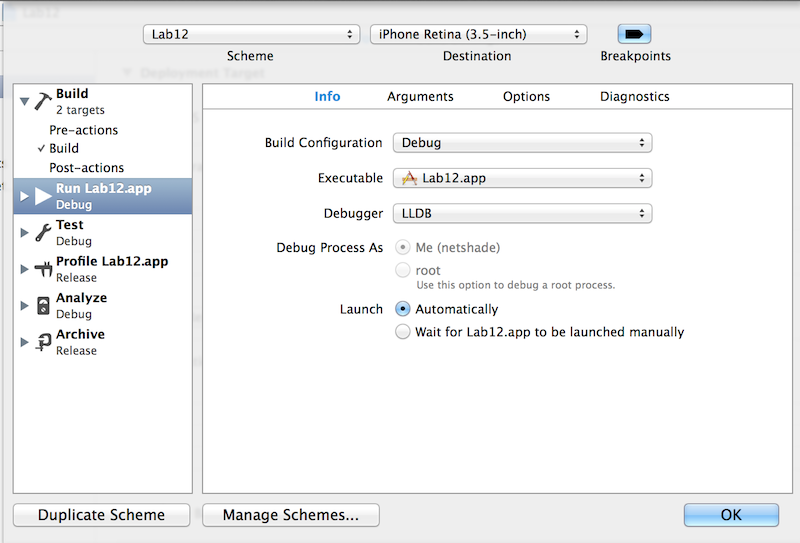 Lab12
Lab12
iPhone Retina (3.5-inch)
Scheme
Destination
Breakpoints
Deployment Target
Build
2 targets
Pre-actions
Build
Post-actions
Run Lab12.app
Debug
Test
Debug
Profile Lab12.app
Release
Analyze
Debug
Archive
Release
Info
Arguments
Options
Diagnostics
Build Configuration
Debug
Executable
Lab12.app
Debugger
LLDB
Debug Process As
Me (netshade)
root
Use this option to debug a root process.
Launch
Automatically
Wait for Lab12.app to be launched manually
Duplicate Scheme
Manage Schemes...
OK